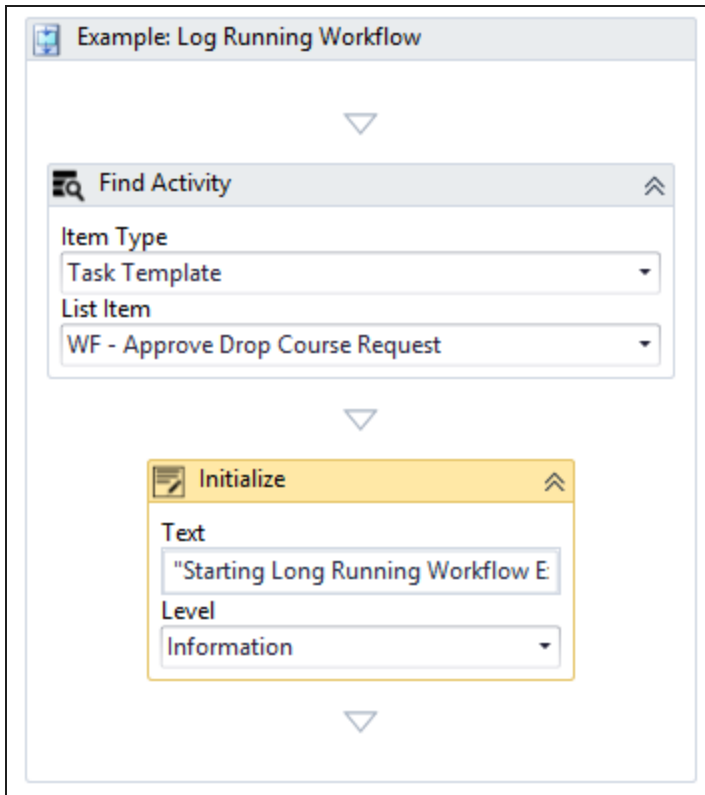 Example: Log Running Workflow
Find Activity
Item Type
Task Template
List Item
WF - Approve Drop Course Request
Initialize
Text
"Starting Long Running Workflow
Level
Information